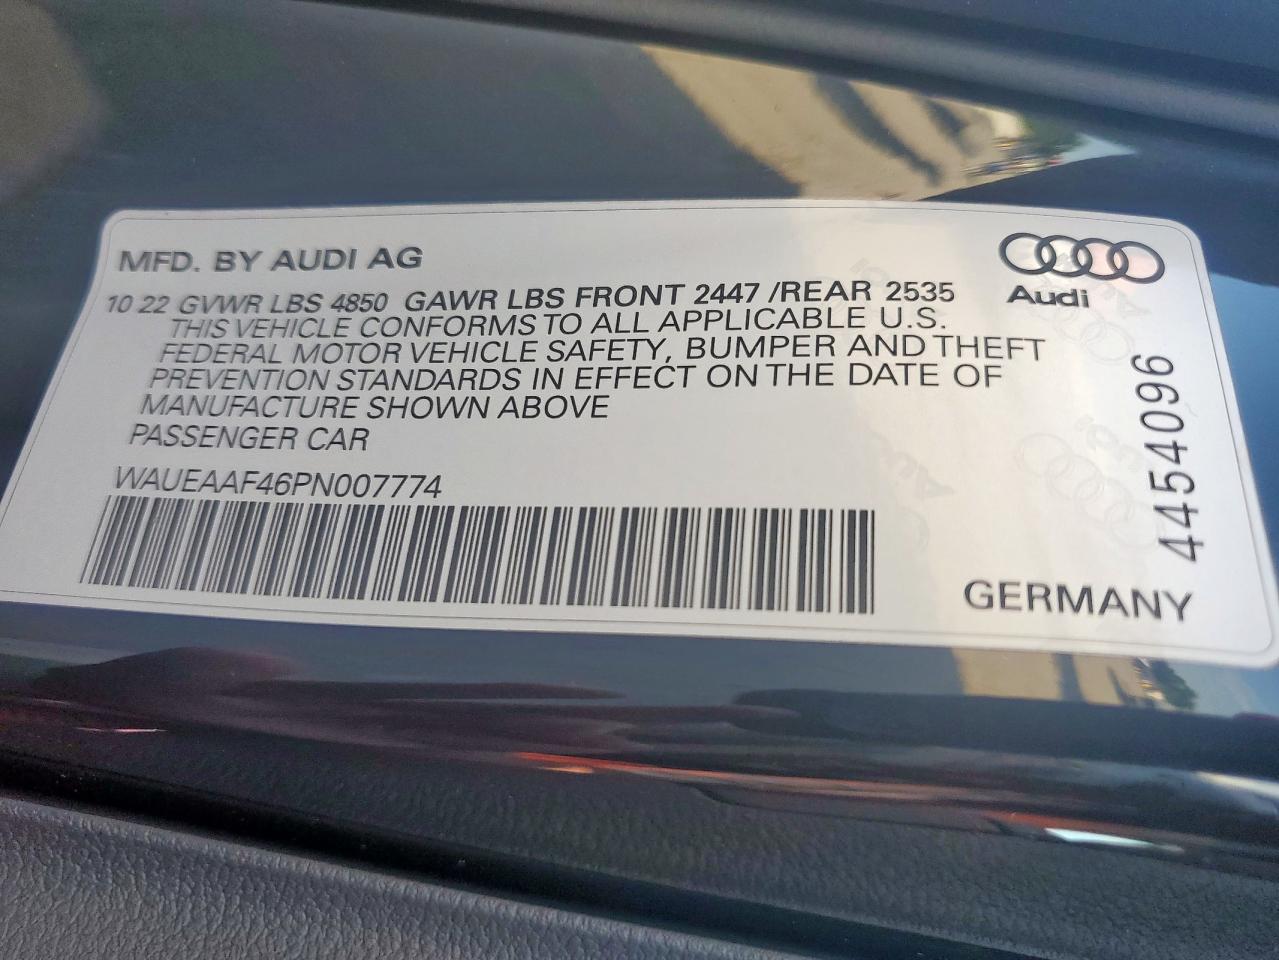 MFD. BY AUDI AG
10 22 GVWR LBS 4850 GAWR LBS FRONT 2447 /REAR 2535
THIS VEHICLE CONFORMS TO ALL APPLICABLE U.S.
FEDERAL MOTOR VEHICLE SAFETY, BUMPER AND THEFT
PREVENTION STANDARDS IN EFFECT ON THE DATE OF
MANUFACTURE SHOWN ABOVE
PASSENGER CAR
WAUEAAF46PN007774
Audi
4454096
GERMANY